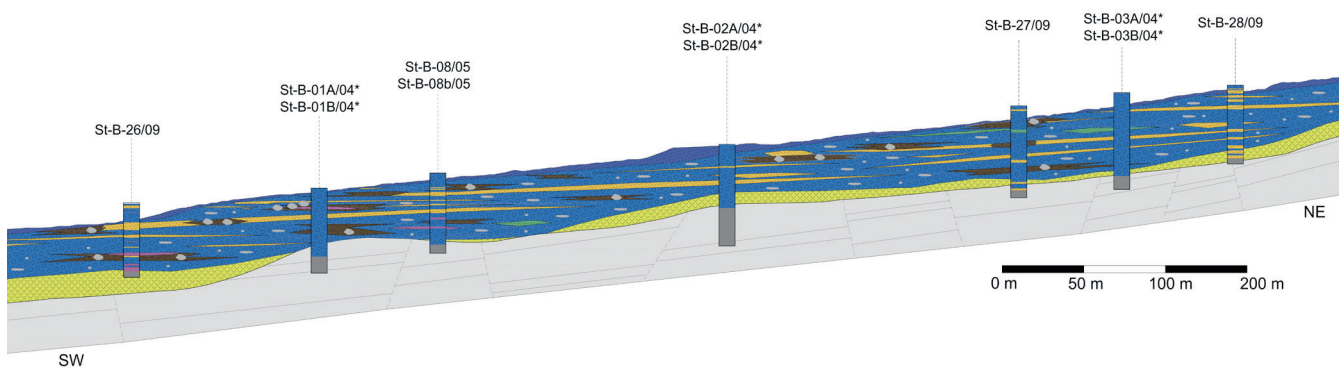 St-B-26/09
St-B-01A/04*
St-B-01B/04*
St-B-08/05
St-B-08b/05
St-B-02A/04*
St-B-02B/04*
St-B-27/09
St-B-03A/04*
St-B-03B/04*
St-B-28/09
SW
NE
0 m 50 m 100 m 200 m